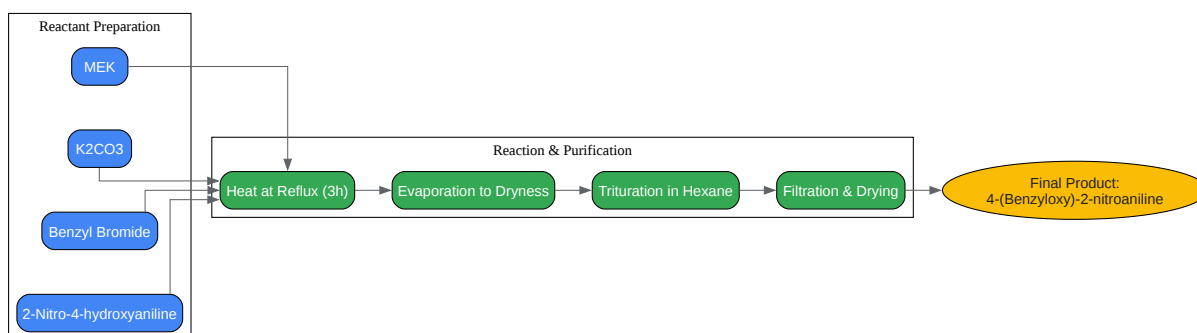 Reactant Preparation
MEK
K2CO3
Benzyl Bromide
2-Nitro-4-hydroxyaniline
Reaction & Purification
Heat at Reflux (3h)
Evaporation to Dryness
Trituration in Hexane
Filtration & Drying
Final Product:
4-(Benzyloxy)-2-nitroaniline